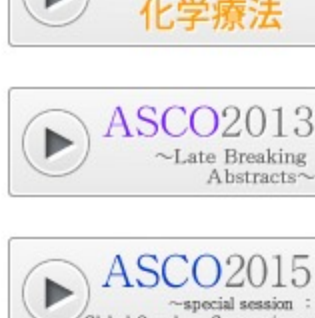 化学療法
ASCO2013
~Late Breaking
Abstracts~
ASCO2015
~special session :